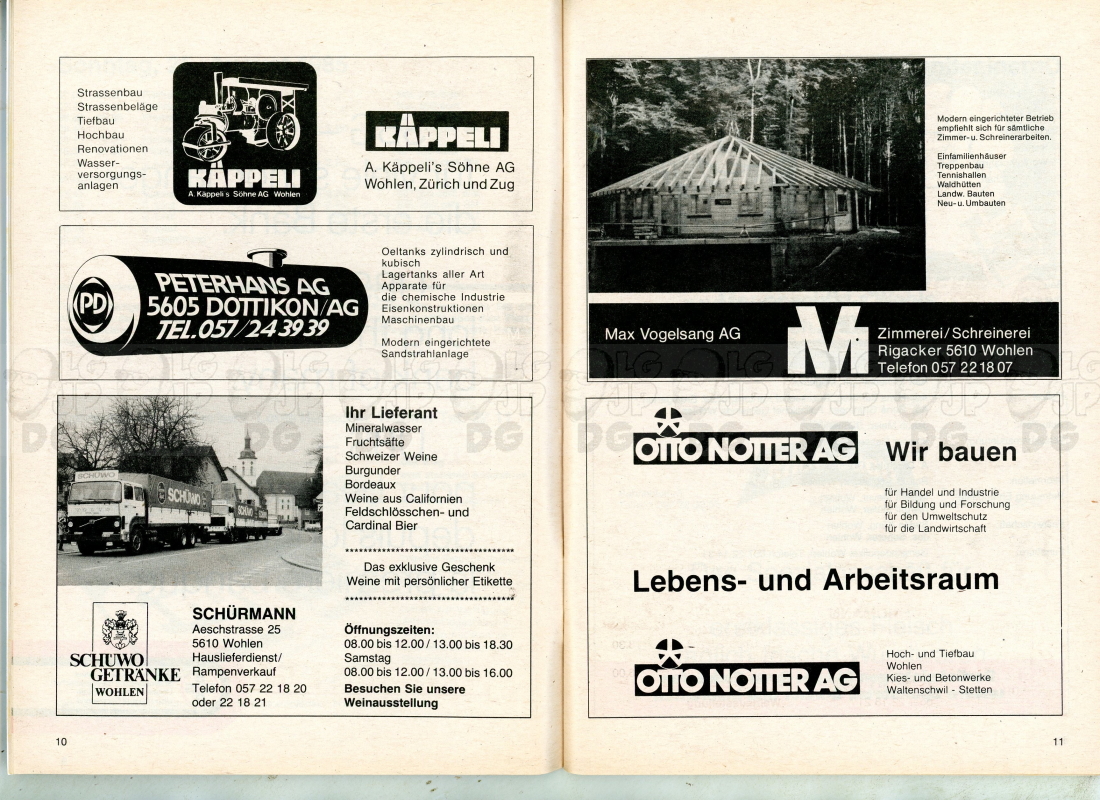 Strassenbau
Strassenbeläge
Tiefbau
Hochbau
Renovationen
Wasser-
versorgungs-
anlagen
KÄPPELI
A. Käppeli's Söhne AG Wohlen
KÄPPELI
A. Käppeli's Söhne AG
Wohlen, Zürich und Zug
PD
PETERHANS AG
5605 DOTTIKON/AG
TEL. 057/24 39 39
Oeltanks zylindrisch und
kubisch
Lagertanks aller Art
Apparate für
die chemische Industrie
Eisenkonstruktionen
Maschinenbau
Modern eingerichtete
Sandstrahlanlage
SCHÜWO
SCHÜWO
Ihr Lieferant
Mineralwasser
Fruchtsäfte
Schweizer Weine
Burgunder
Bordeaux
Weine aus Californien
Feldschlösschen- und
Cardinal Bier
Das exklusive Geschenk
Weine mit persönlicher Etikette
SCHÜWO
GETRÄNKE
WOHLEN
SCHÜRMANN
Aeschstrasse 25
5610 Wohlen
Hauslieferdienst/
Rampenverkauf
Telefon 057 22 18 20
oder 22 18 21
Öffnungszeiten:
08.00 bis 12.00 / 13.00 bis 18.30
Samstag
08.00 bis 12.00 / 13.00 bis 16.00
Besuchen Sie unsere
Weinausstellung
10
Modern eingerichteter Betrieb
empfiehlt sich für sämtliche
Zimmer- u. Schreinerarbeiten.
Einfamilienhäuser
Treppenbau
Tennishallen
Waldhütten
Landw. Bauten
Neu- u. Umbauten
Max Vogelsang AG
MV
Zimmerei/Schreinerei
Rigacker 5610 Wohlen
Telefon 057 22 18 07
OTTO NOTTER AG
Wir bauen
für Handel und Industrie
für Bildung und Forschung
für den Umweltschutz
für die Landwirtschaft
Lebens- und Arbeitsraum
OTTO NOTTER AG
Hoch- und Tiefbau
Wohlen
Kies- und Betonwerke
Waltenschwil - Stetten
11
LG
JP
DG